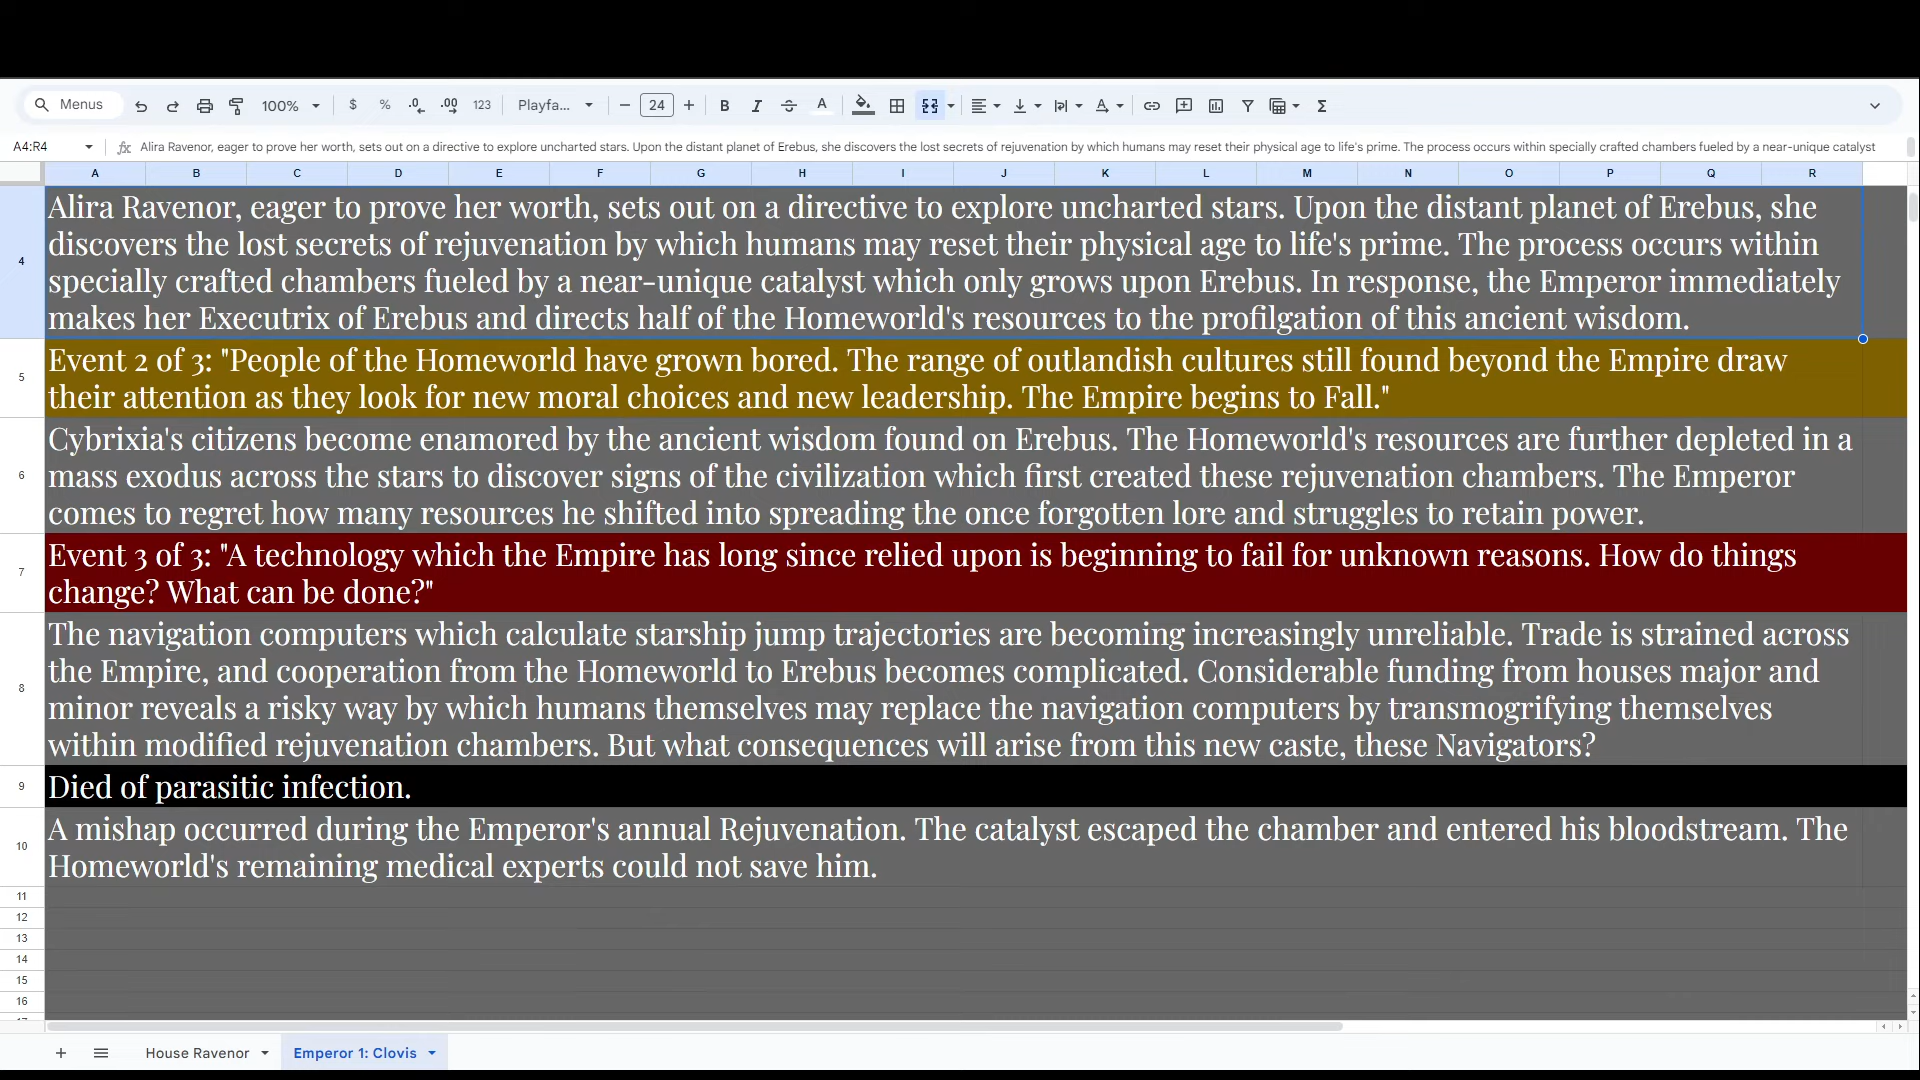 Menus 100% $ % .0 .00 123 Playfa... − 24 + B I A Σ
A4:R4 fx Alira Ravenor, eager to prove her worth, sets out on a directive to explore uncharted stars. Upon the distant planet of Erebus, she discovers the lost secrets of rejuvenation by which humans may reset their physical age to life's prime. The process occurs within specially crafted chambers fueled by a near-unique catalyst
A B C D E F G H I J K L M N O P Q R
4
Alira Ravenor, eager to prove her worth, sets out on a directive to explore uncharted stars. Upon the distant planet of Erebus, she
discovers the lost secrets of rejuvenation by which humans may reset their physical age to life's prime. The process occurs within
specially crafted chambers fueled by a near-unique catalyst which only grows upon Erebus. In response, the Emperor immediately
makes her Executrix of Erebus and directs half of the Homeworld's resources to the profilgation of this ancient wisdom.
5
Event 2 of 3: "People of the Homeworld have grown bored. The range of outlandish cultures still found beyond the Empire draw
their attention as they look for new moral choices and new leadership. The Empire begins to Fall."
6
Cybrixia's citizens become enamored by the ancient wisdom found on Erebus. The Homeworld's resources are further depleted in a
mass exodus across the stars to discover signs of the civilization which first created these rejuvenation chambers. The Emperor
comes to regret how many resources he shifted into spreading the once forgotten lore and struggles to retain power.
7
Event 3 of 3: "A technology which the Empire has long since relied upon is beginning to fail for unknown reasons. How do things
change? What can be done?"
8
The navigation computers which calculate starship jump trajectories are becoming increasingly unreliable. Trade is strained across
the Empire, and cooperation from the Homeworld to Erebus becomes complicated. Considerable funding from houses major and
minor reveals a risky way by which humans themselves may replace the navigation computers by transmogrifying themselves
within modified rejuvenation chambers. But what consequences will arise from this new caste, these Navigators?
9
Died of parasitic infection.
10
A mishap occurred during the Emperor's annual Rejuvenation. The catalyst escaped the chamber and entered his bloodstream. The
Homeworld's remaining medical experts could not save him.
11
12
13
14
15
16
+ House Ravenor Emperor 1: Clovis